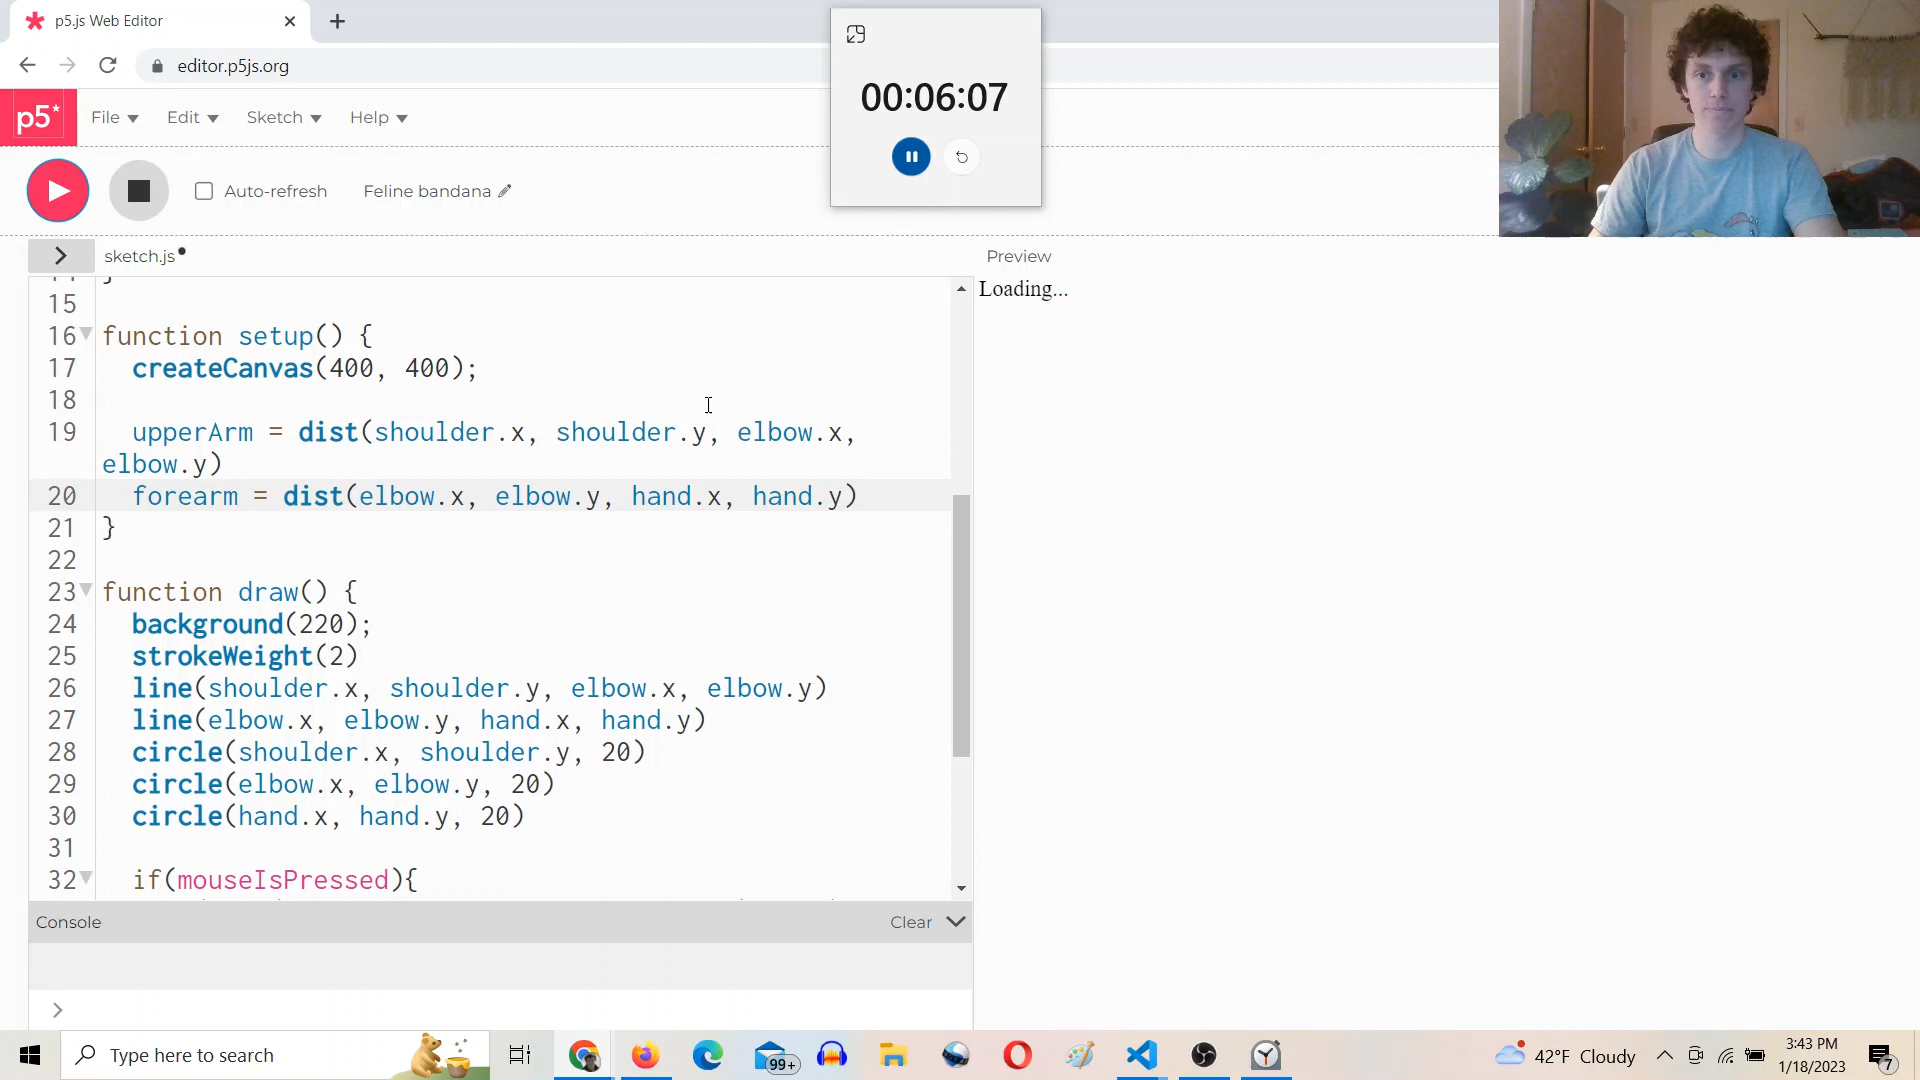 p5.js Web Editor
editor.p5js.org
00:06:07
p5*
File
Edit
Sketch
Help
Auto-refresh
Feline bandana
sketch.js
Preview
Loading...
15
16 function setup() {
17 createCanvas(400, 400);
18
19 upperArm = dist(shoulder.x, shoulder.y, elbow.x,
elbow.y)
20 forearm = dist(elbow.x, elbow.y, hand.x, hand.y)
21 }
22
23 function draw() {
24 background(220);
25 strokeWeight(2)
26 line(shoulder.x, shoulder.y, elbow.x, elbow.y)
27 line(elbow.x, elbow.y, hand.x, hand.y)
28 circle(shoulder.x, shoulder.y, 20)
29 circle(elbow.x, elbow.y, 20)
30 circle(hand.x, hand.y, 20)
31
32 if(mouseIsPressed){
Console
Clear
>
Type here to search
99+
42°F Cloudy
3:43 PM
1/18/2023
7